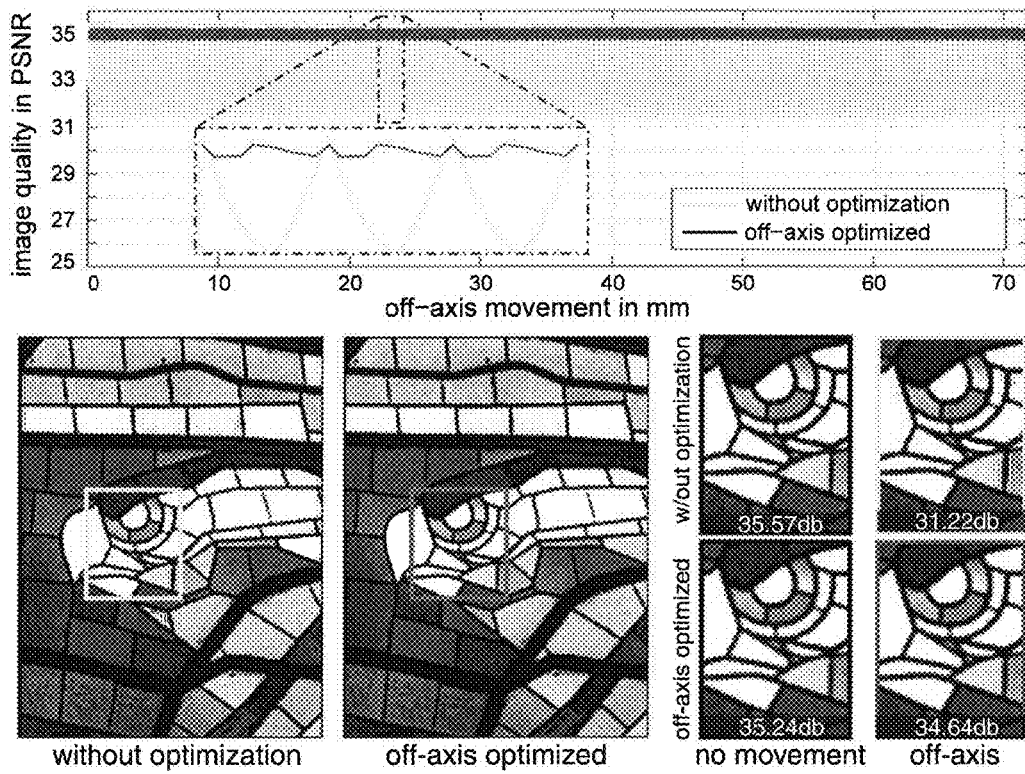 image quality in PSNR
35
33
31
29
27
25
0 10 20 30 40 50 60 70
off-axis movement in mm
without optimization
off-axis optimized
w/out optimization
35.57db 31.22db
off-axis optimized
35.24db 34.64db
without optimization off-axis optimized no movement off-axis